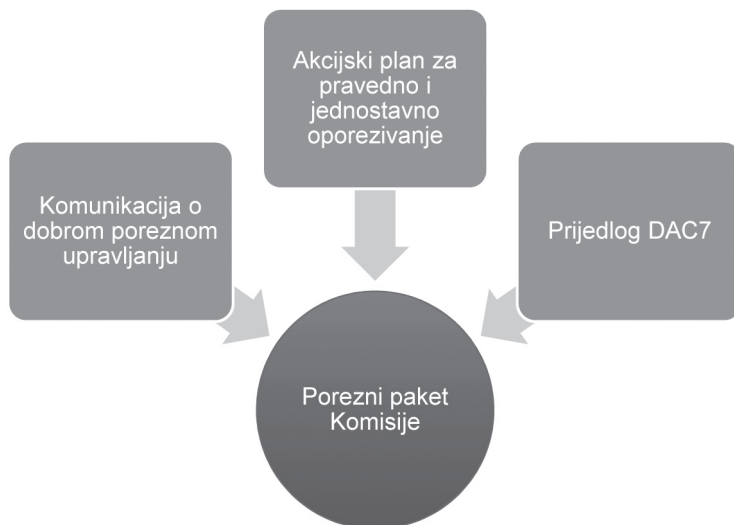 Akcijski plan za
pravedno i
jednostavno
oporezivanje
Komunikacija o
dobrom poreznom
upravljanju
Prijedlog DAC7
Porezni paket
Komisije